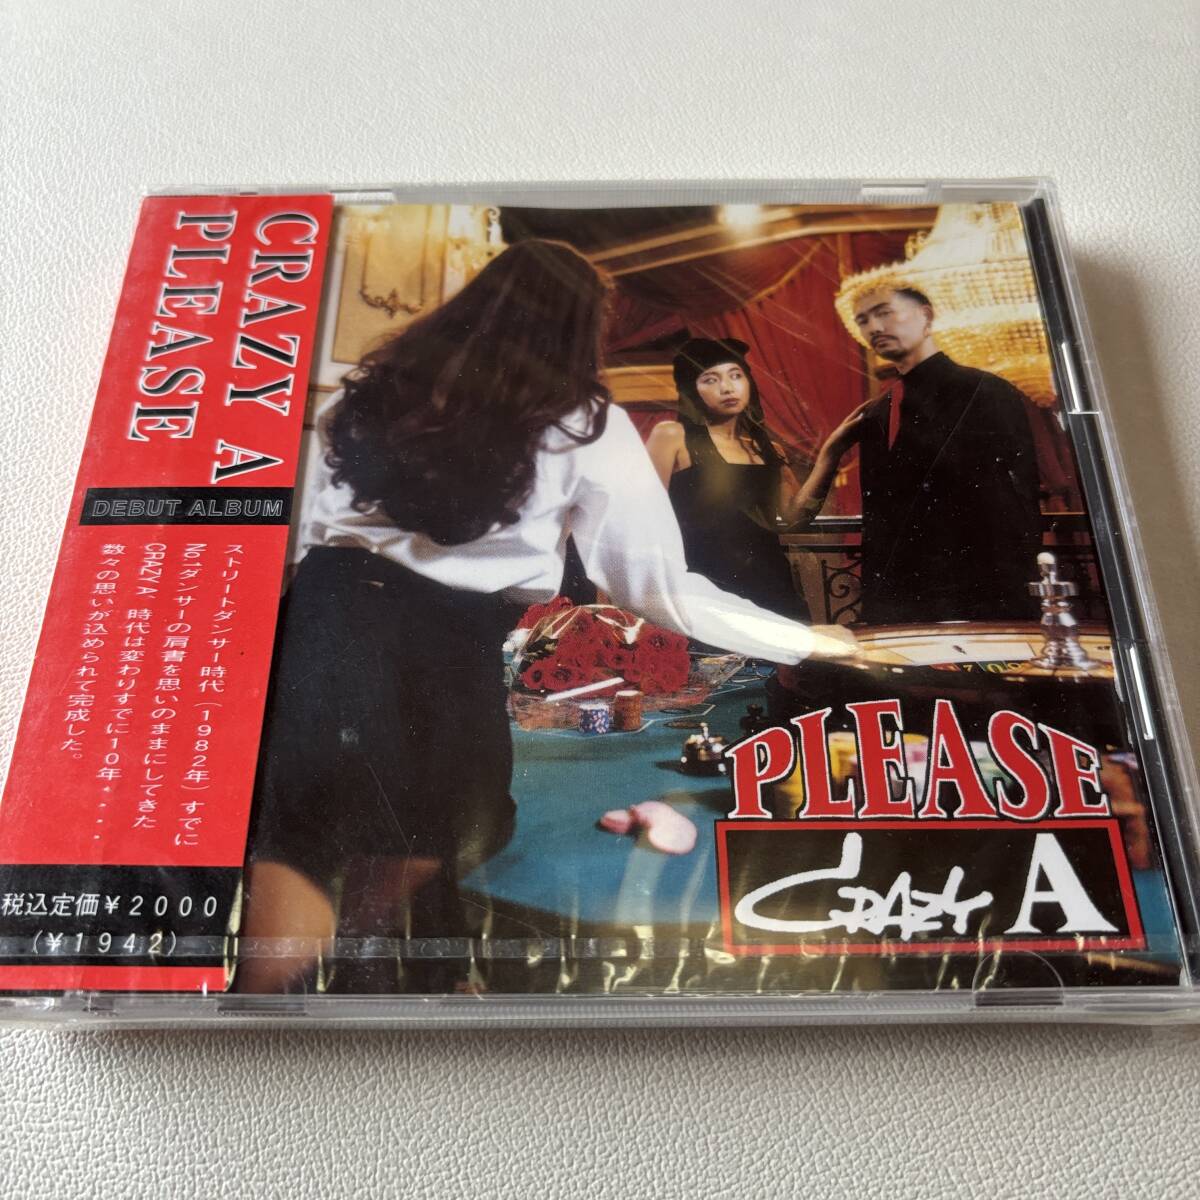 CRAZY A
PLEASE
DEBUT ALBUM
ストリートダンサー時代(1982年)すでに
No.1ダンサーの肩書を思いのままにしてきた
CRAZY A、時代は変わりすでに10年・・・・
数々の思いが込められて完成した。
税込定価¥2000
(¥1942)
PLEASE
CRAZY A